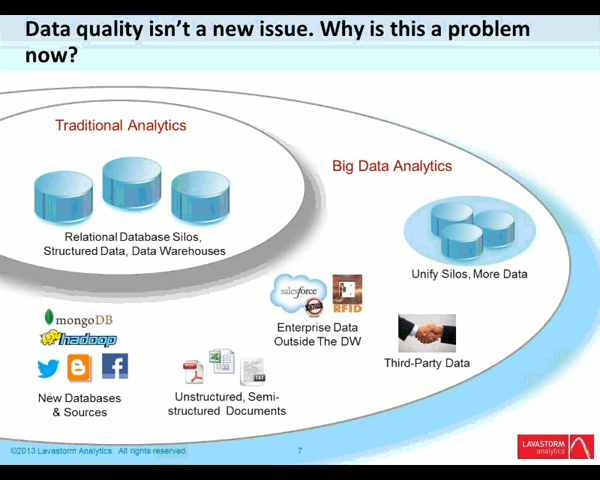 Data quality isn't a new issue. Why is this a problem
now?
Traditional Analytics
Big Data Analytics
Relational Database Silos,
Structured Data, Data Warehouses
Unify Silos, More Data
salesforce
RFID
Enterprise Data
Outside The DW
mongoDB
hadoop
Third-Party Data
New Databases
& Sources
Unstructured, Semi-
structured Documents
©2013 Lavastorm Analytics. All rights reserved.
7
LAVASTORM
analytics